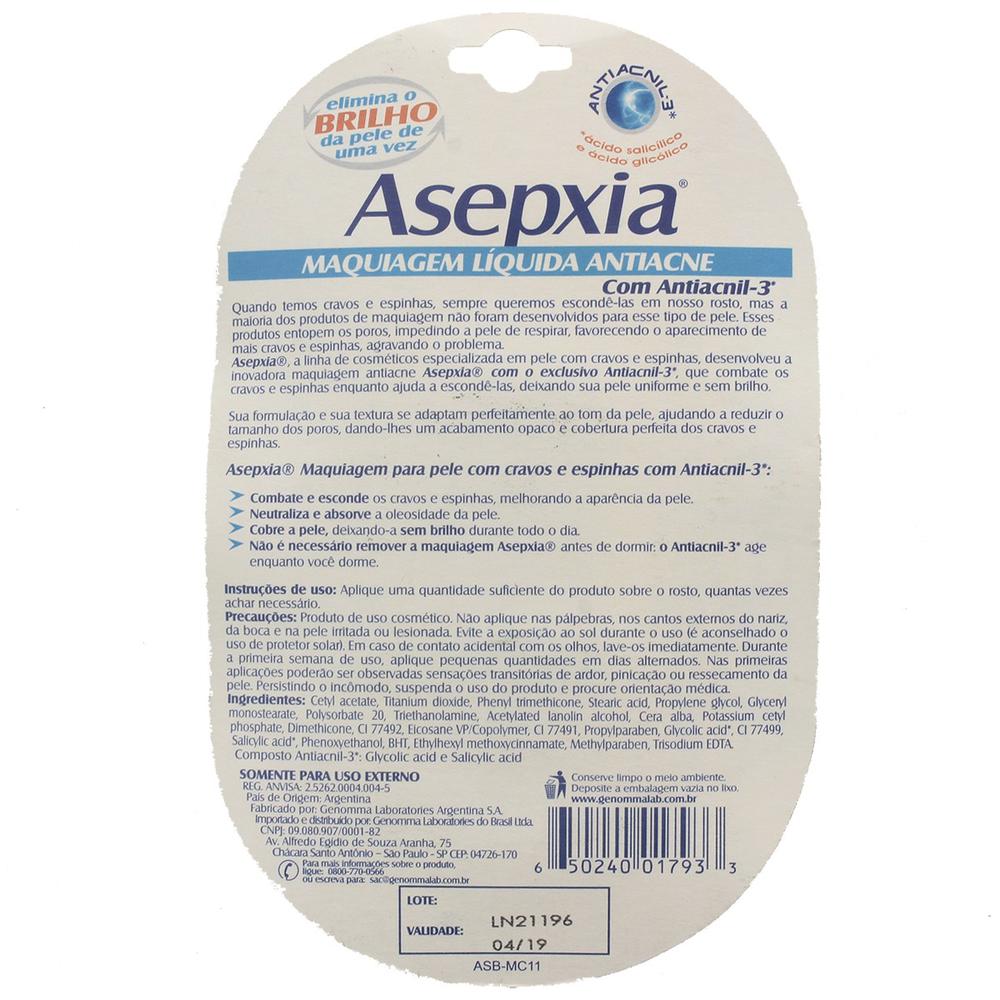 elimina o
BRILHO
da pele de
uma vez
ANTIACNIL-3*
*ácido salicílico
e ácido glicólico
Asepxia®
MAQUIAGEM LÍQUIDA ANTIACNE
Com Antiacnil-3*
Quando temos cravos e espinhas, sempre queremos escondê-las em nosso rosto, mas a
maioria dos produtos de maquiagem não foram desenvolvidos para esse tipo de pele. Esses
produtos entopem os poros, impedindo a pele de respirar, favorecendo o aparecimento de
mais cravos e espinhas, agravando o problema.
Asepxia®, a linha de cosméticos especializada em pele com cravos e espinhas, desenvolveu a
inovadora maquiagem antiacne Asepxia® com o exclusivo Antiacnil-3*, que combate os
cravos e espinhas enquanto ajuda a escondê-las, deixando sua pele uniforme e sem brilho.
Sua formulação e sua textura se adaptam perfeitamente ao tom da pele, ajudando a reduzir o
tamanho dos poros, dando-lhes um acabamento opaco e cobertura perfeita dos cravos e
espinhas.
Asepxia® Maquiagem para pele com cravos e espinhas com Antiacnil-3*:
Combate e esconde os cravos e espinhas, melhorando a aparência da pele.
Neutraliza e absorve a oleosidade da pele.
Cobre a pele, deixando-a sem brilho durante todo o dia.
Não é necessário remover a maquiagem Asepxia® antes de dormir: o Antiacnil-3* age
enquanto você dorme.
Instruções de uso: Aplique uma quantidade suficiente do produto sobre o rosto, quantas vezes
achar necessário.
Precauções: Produto de uso cosmético. Não aplique nas pálpebras, nos cantos externos do nariz,
da boca e na pele irritada ou lesionada. Evite a exposição ao sol durante o uso (é aconselhado o
uso de protetor solar). Em caso de contato acidental com os olhos, lave-os imediatamente. Durante
a primeira semana de uso, aplique pequenas quantidades em dias alternados. Nas primeiras
aplicações poderão ser observadas sensações transitórias de ardor, pinicação ou ressecamento da
pele. Persistindo o incômodo, suspenda o uso do produto e procure orientação médica.
Ingredientes: Cetyl acetate, Titanium dioxide, Phenyl trimethicone, Stearic acid, Propylene glycol, Glyceryl
monostearate, Polysorbate 20, Triethanolamine, Acetylated lanolin alcohol, Cera alba, Potassium cetyl
phosphate, Dimethicone, CI 77492, Eicosane VP/Copolymer, CI 77491, Propylparaben, Glycolic acid*, CI 77499,
Salicylic acid*, Phenoxyethanol, BHT, Ethylhexyl methoxycinnamate, Methylparaben, Trisodium EDTA.
Composto Antiacnil-3*: Glycolic acid e Salicylic acid
SOMENTE PARA USO EXTERNO
REG. ANVISA: 2.5262.0004.004-5
País de Origem: Argentina
Fabricado por: Genomma Laboratories Argentina S.A.
Importado e distribuído por: Genomma Laboratories do Brasil Ltda.
CNPJ: 09.080.907/0001-82
Av. Alfredo Egídio de Souza Aranha, 75
Chácara Santo Antônio – São Paulo - SP CEP: 04726-170
Para mais informações sobre o produto,
ligue: 0800-770-0566
ou escreva para: sac@genommalab.com.br
Conserve limpo o meio ambiente.
Deposite a embalagem vazia no lixo.
www.genommalab.com.br
6 50240 01793 3
LOTE:
LN21196
VALIDADE:
04/19
ASB-MC11